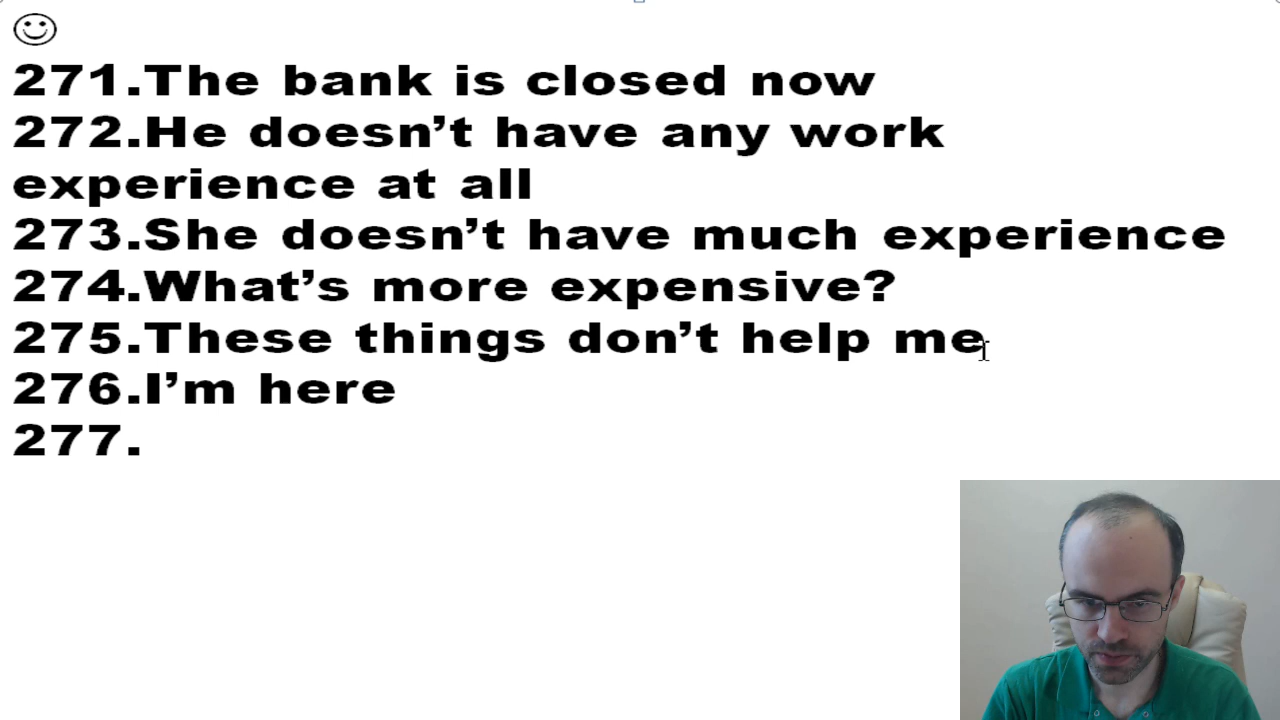 271.The bank is closed now
272.He doesn’t have any work
experience at all
273.She doesn’t have much experience
274.What’s more expensive?
275.These things don’t help me
276.I’m here
277.